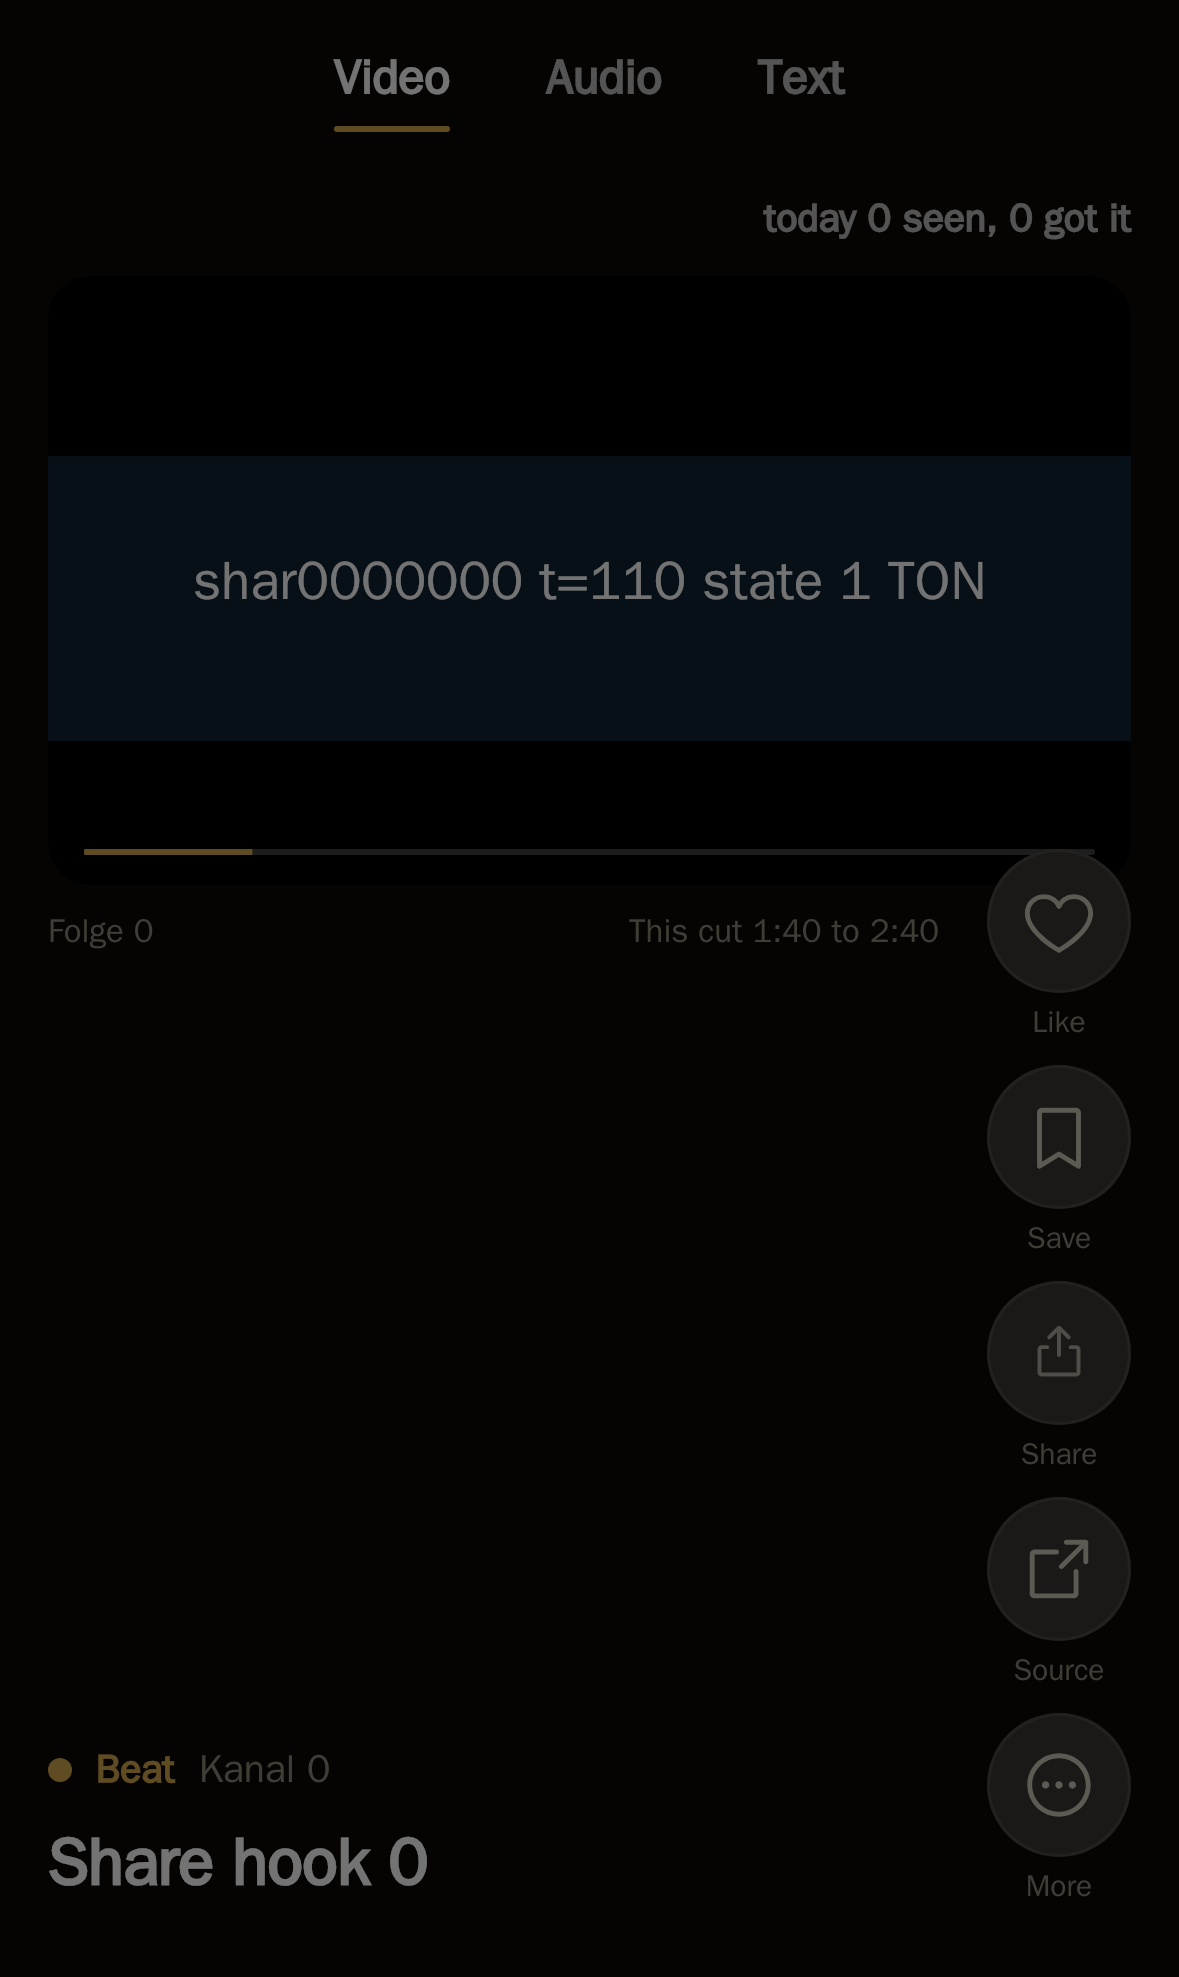 Video Audio Text
today 0 seen, 0 got it
shar0000000 t=110 state 1 TON
Folge 0 This cut 1:40 to 2:40
Like
Save
Share
Source
Beat Kanal 0
Share hook 0
More